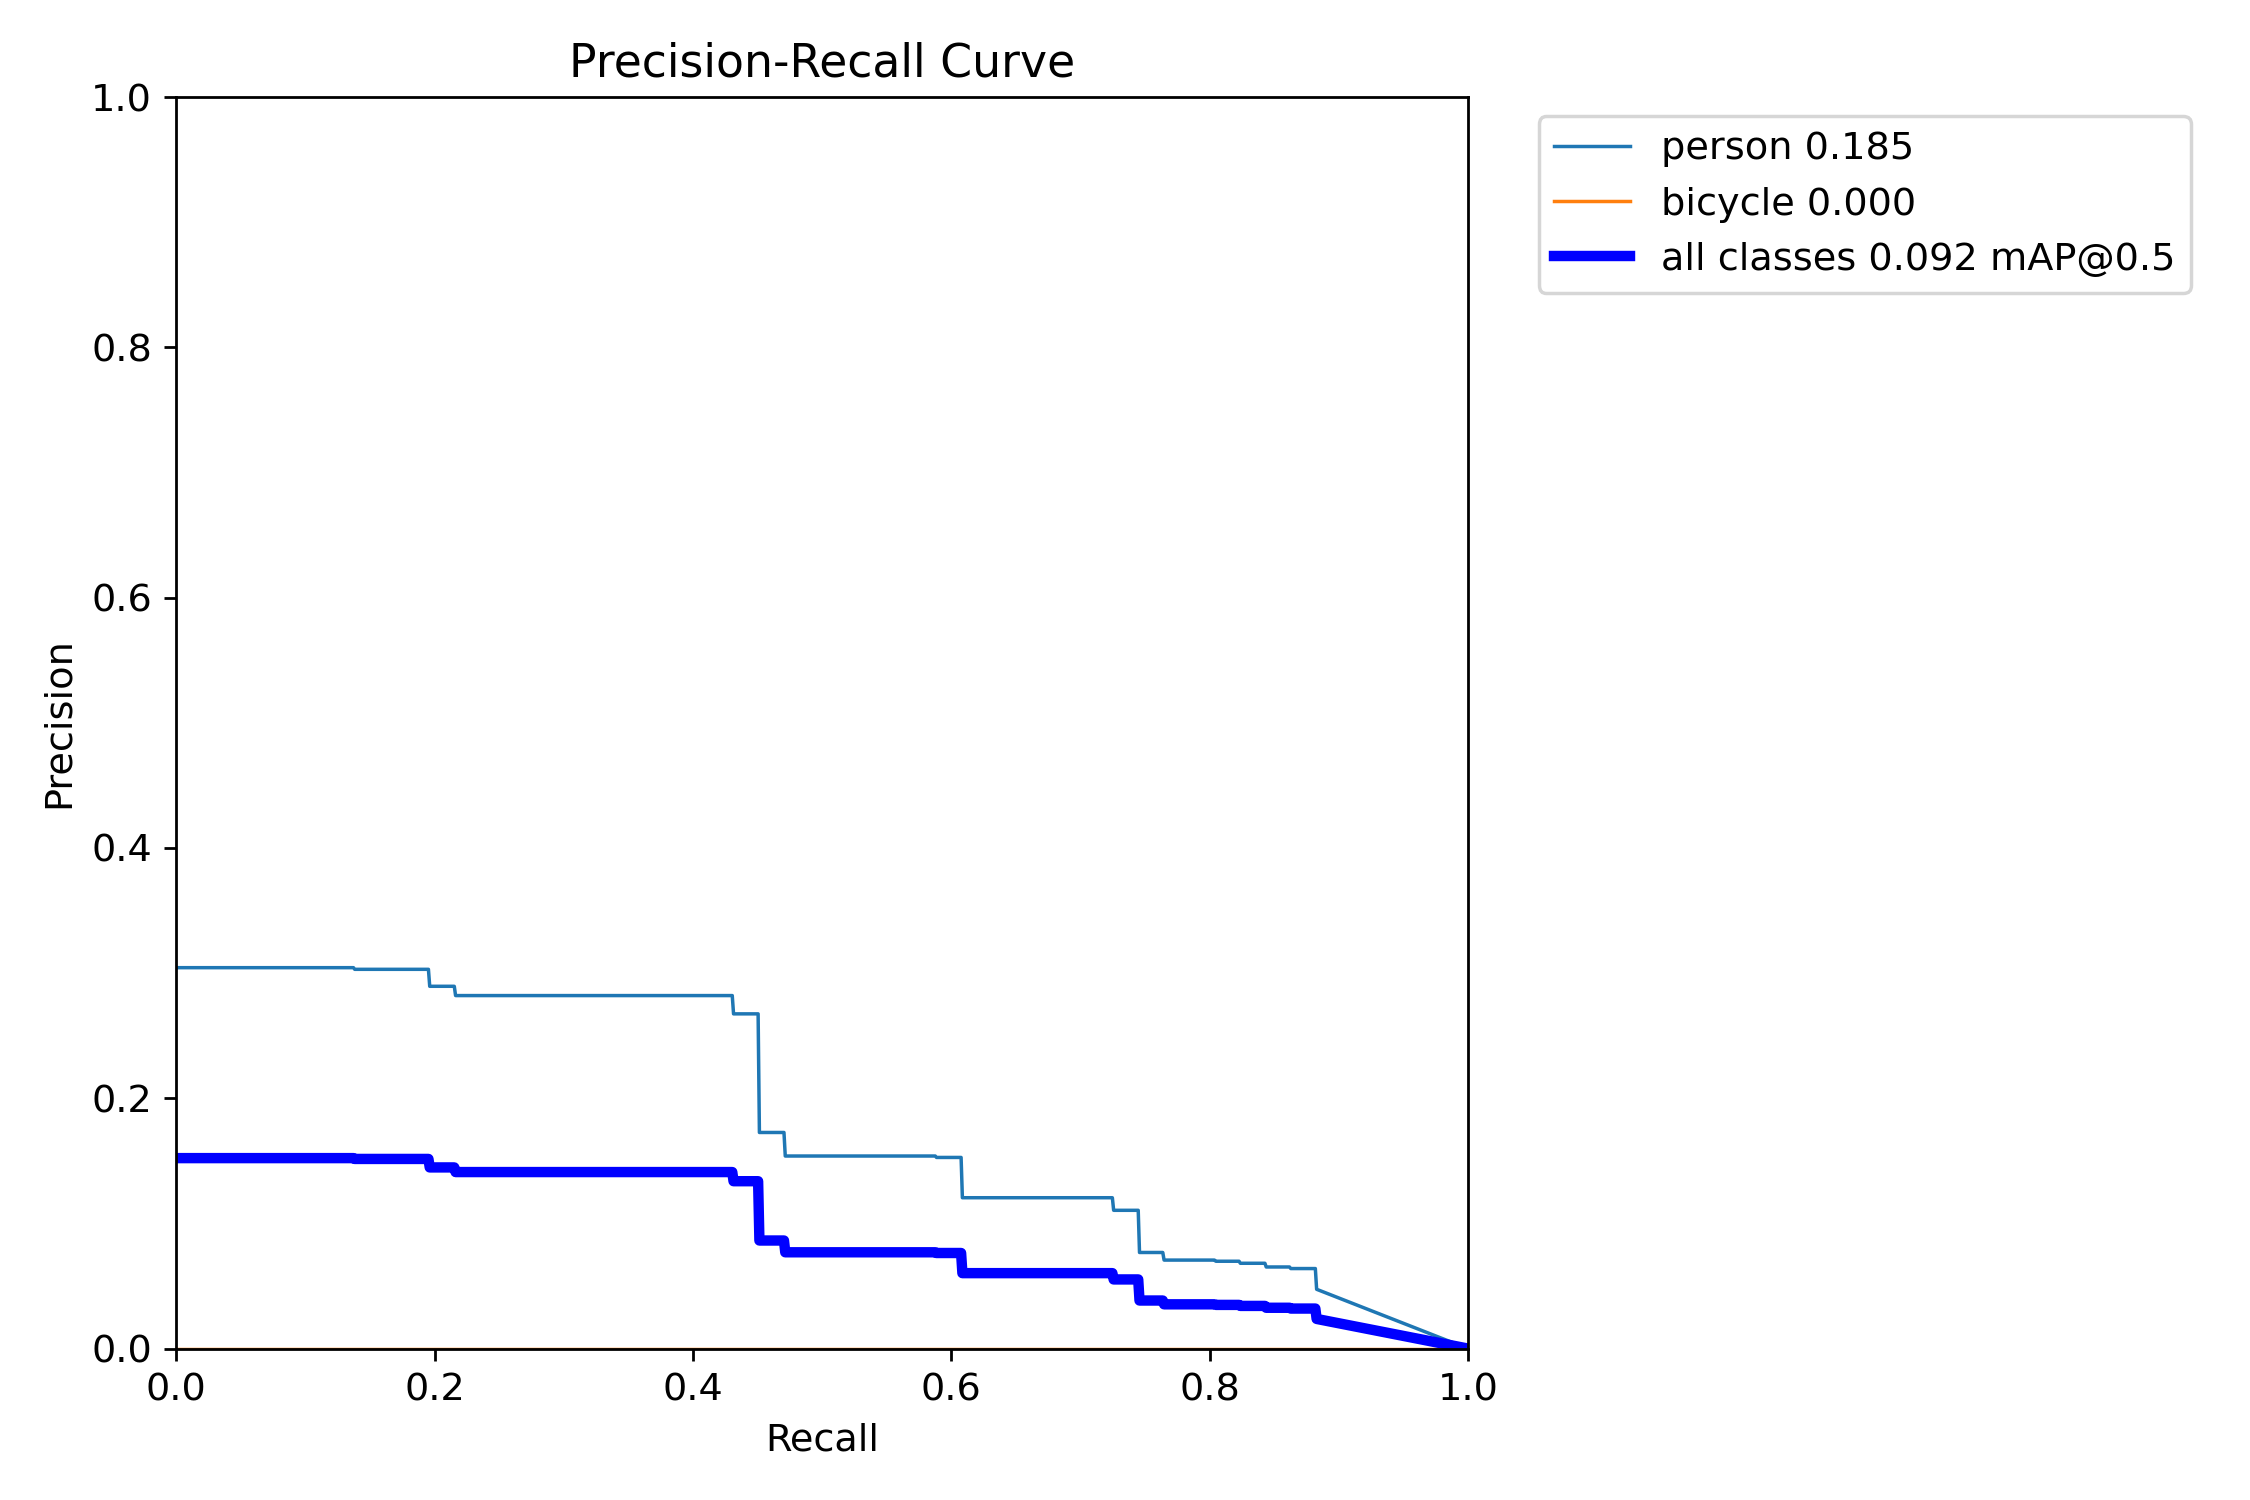 Precision-Recall Curve
1.0
0.8
0.6
0.4
0.2
0.0
Precision
0.0 0.2 0.4 0.6 0.8 1.0
Recall
person 0.185
bicycle 0.000
all classes 0.092 mAP@0.5